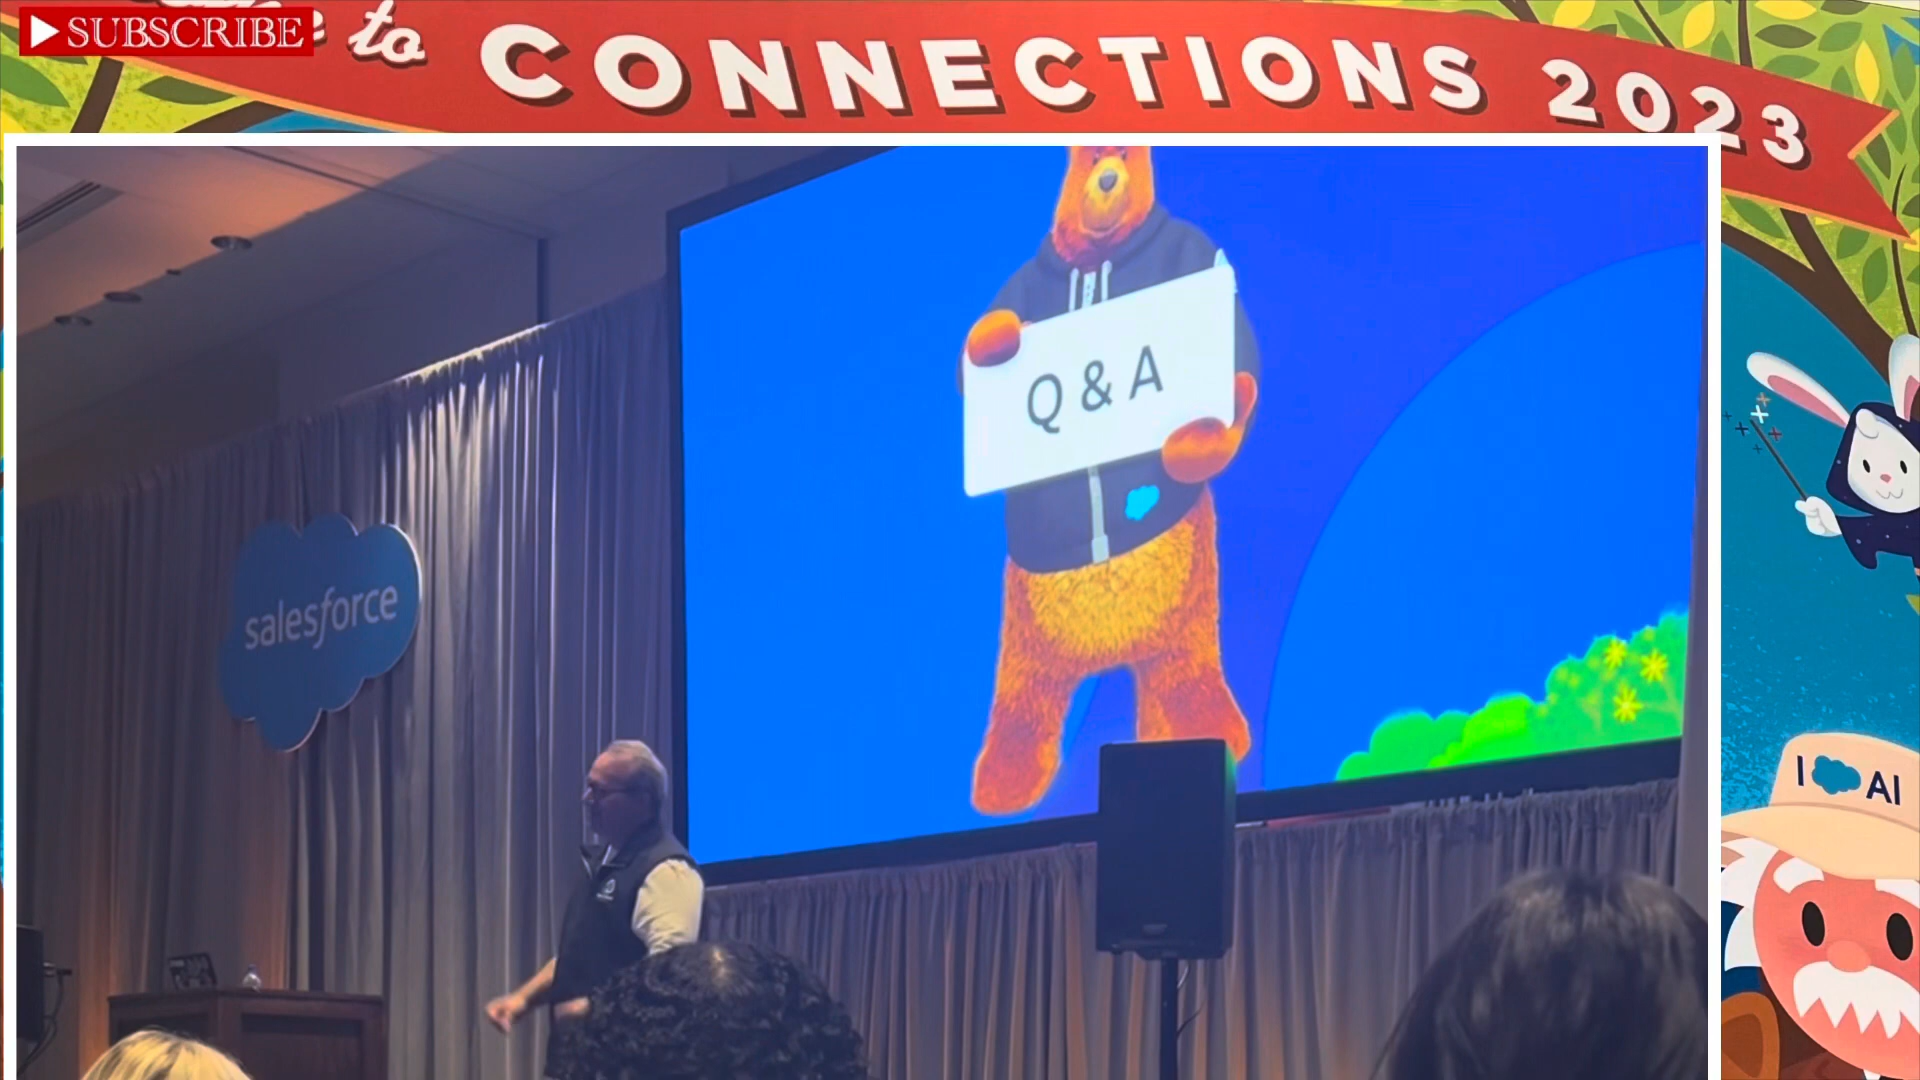 SUBSCRIBE
to CONNECTIONS 2023
Q & A
salesforce
I AI